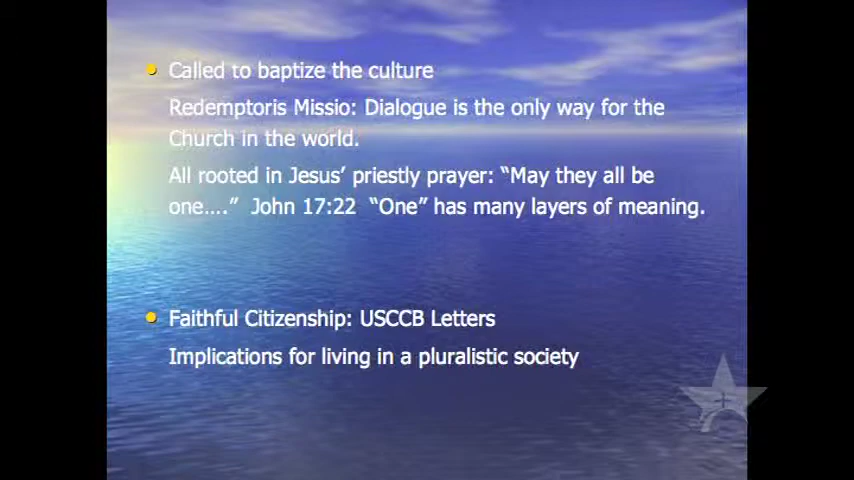 Called to baptize the culture
Redemptoris Missio: Dialogue is the only way for the
Church in the world.
All rooted in Jesus’ priestly prayer: “May they all be
one….”  John 17:22  “One” has many layers of meaning.
Faithful Citizenship: USCCB Letters
Implications for living in a pluralistic society